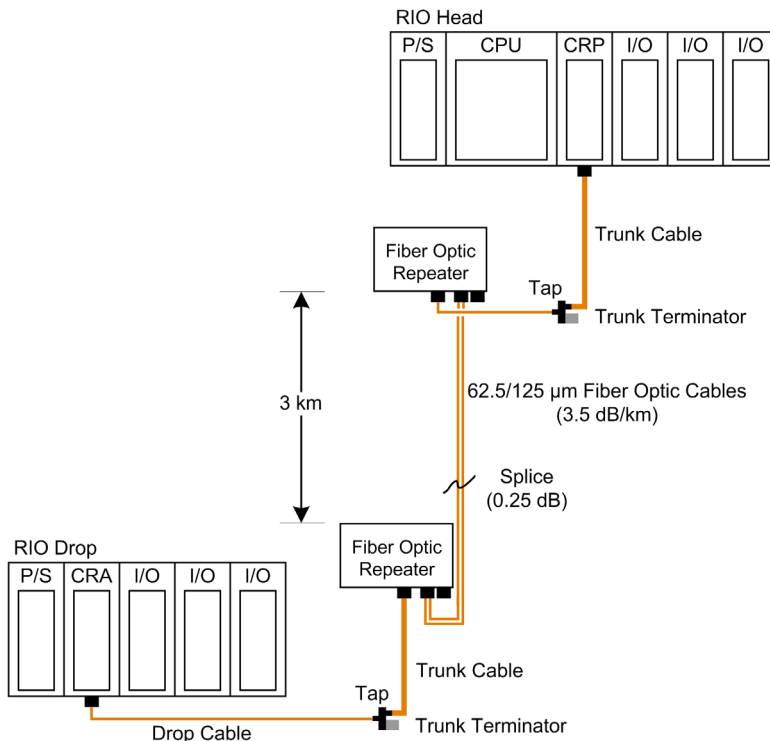 RIO Head
P/S CPU CRP I/O I/O I/O
Trunk Cable
Fiber Optic
Repeater
Tap
Trunk Terminator
62.5/125 µm Fiber Optic Cables
(3.5 dB/km)
3 km
Splice
(0.25 dB)
Fiber Optic
Repeater
RIO Drop
P/S CRA I/O I/O I/O
Trunk Cable
Tap
Trunk Terminator
Drop Cable